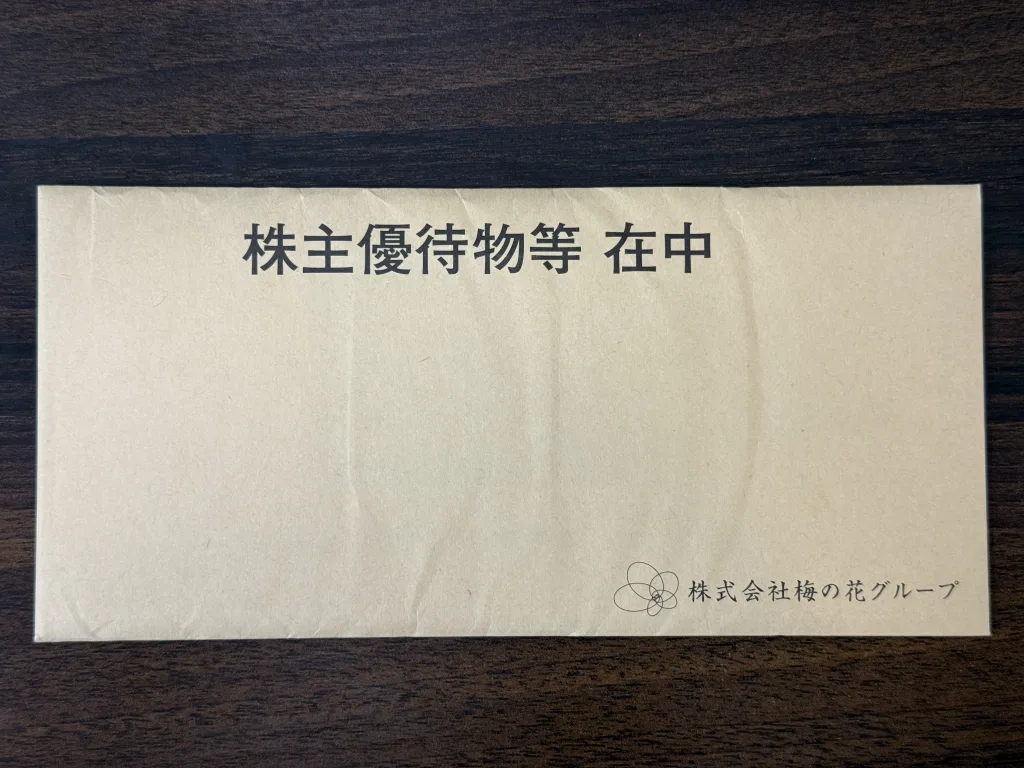 株主優待物等 在中
株式会社梅の花グループ